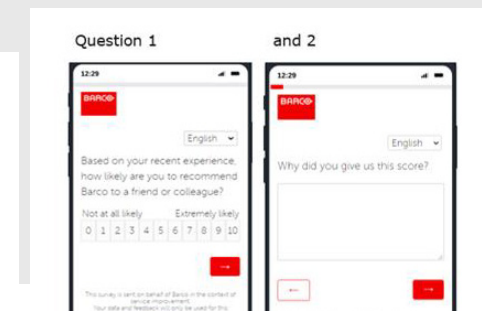 Question 1
and 2
12:29
BARCO
English
Based on your recent experience,
how likely are you to recommend
Barco to a friend or colleague?
Not at all likely
Extremely likely
0 1 2 3 4 5 6 7 8 9 10
→
This survey is sent on behalf of Barco in the context of
service improvement.
Your data and feedback will only be used for this
12:29
BARCO
English
Why did you give us this score?
←
→